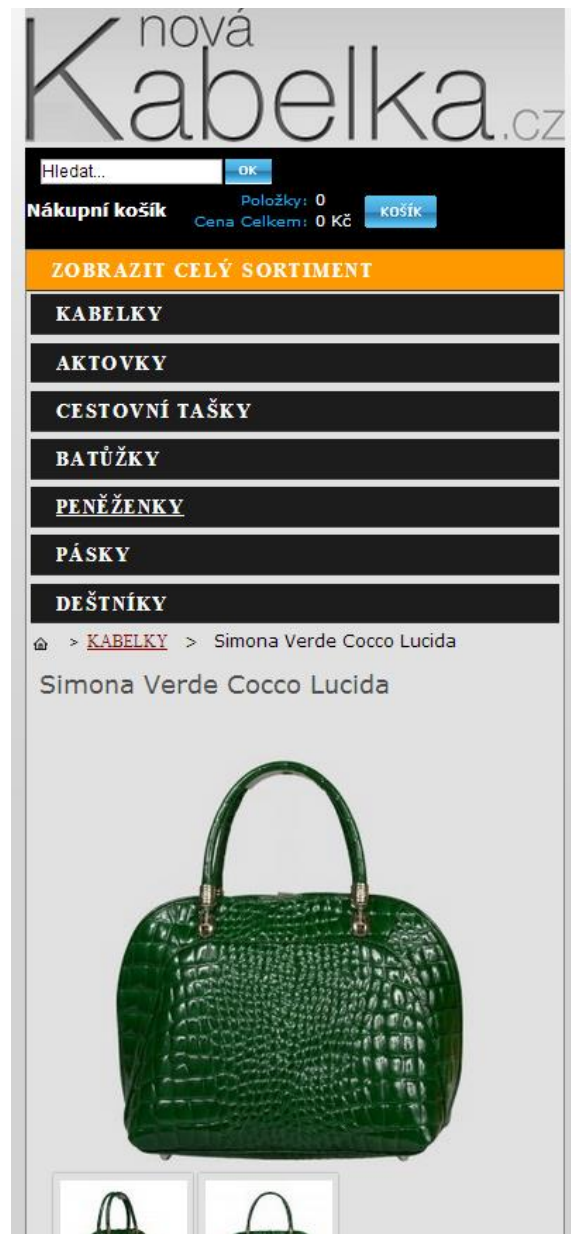 nová
Kabelka.cz
Hledat... OK
Nákupní košík Položky: 0 KOŠÍK
Cena Celkem: 0 Kč
ZOBRAZIT CELÝ SORTIMENT
KABELKY
AKTOVKY
CESTOVNÍ TAŠKY
BATŮŽKY
PENĚŽENKY
PÁSKY
DEŠTNÍKY
> KABELKY > Simona Verde Cocco Lucida
Simona Verde Cocco Lucida